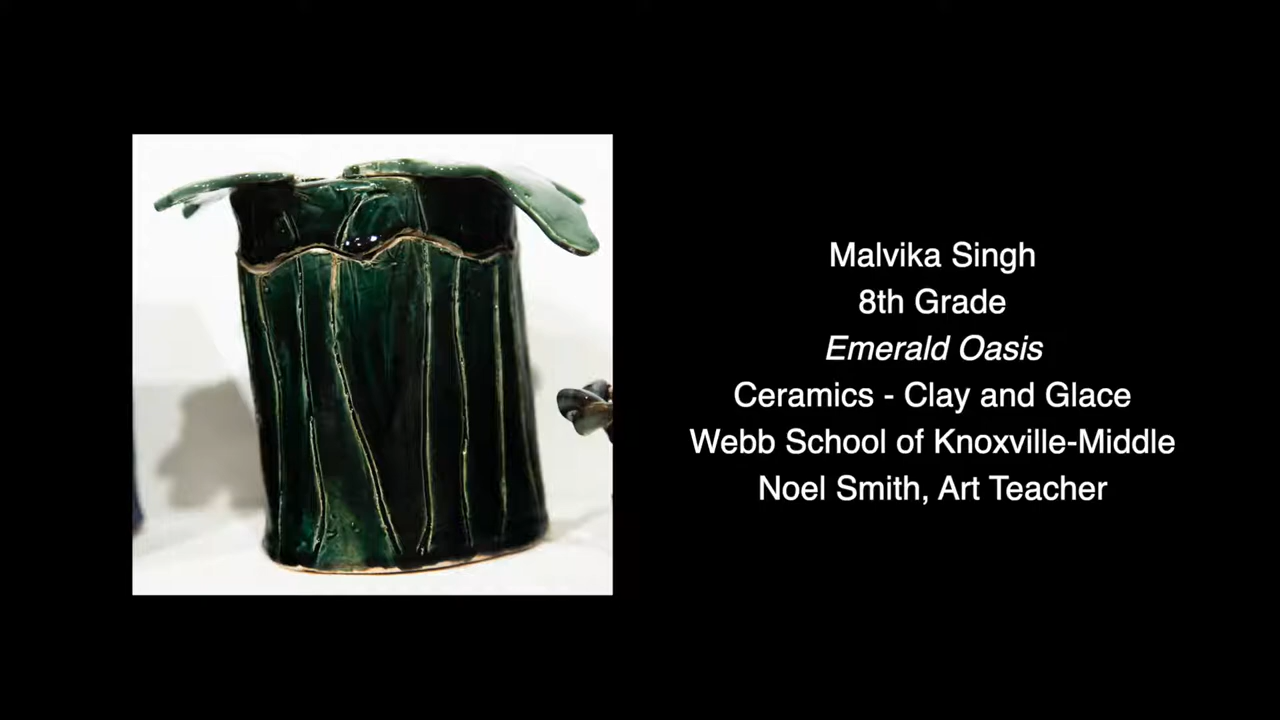 Malvika Singh
8th Grade
Emerald Oasis
Ceramics - Clay and Glace
Webb School of Knoxville-Middle
Noel Smith, Art Teacher